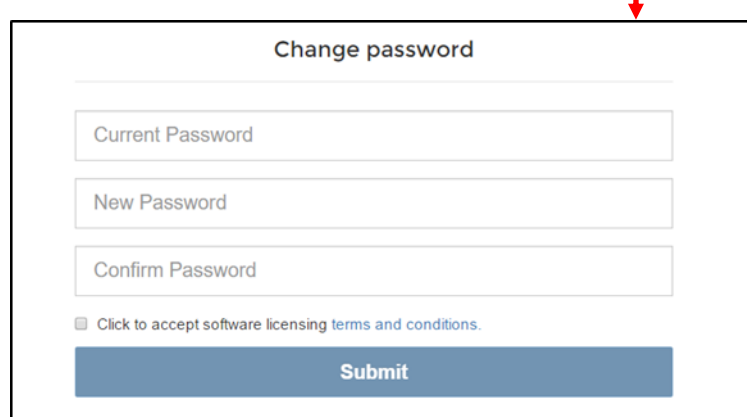 Change password
Current Password
New Password
Confirm Password
Click to accept software licensing terms and conditions.
Submit